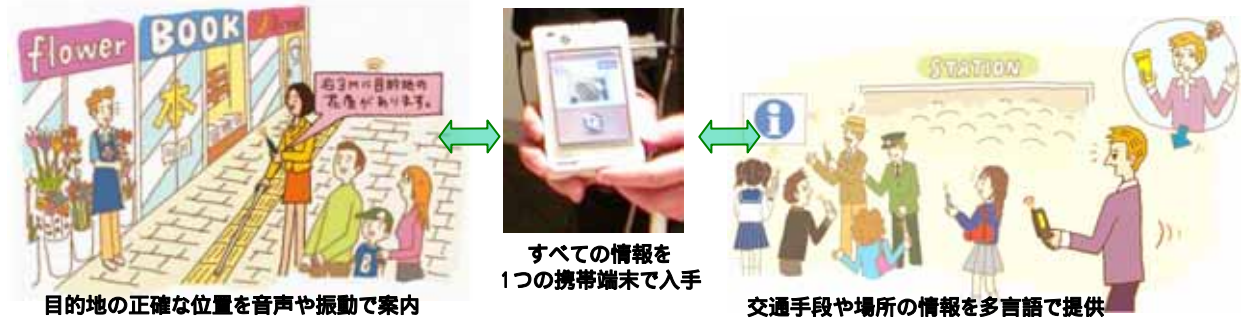 flower
BOOK
本
右3Mに目的地の
花屋があります。
STATION
i
すべての情報を
1つの携帯端末で入手
目的地の正確な位置を音声や振動で案内
交通手段や場所の情報を多言語で提供